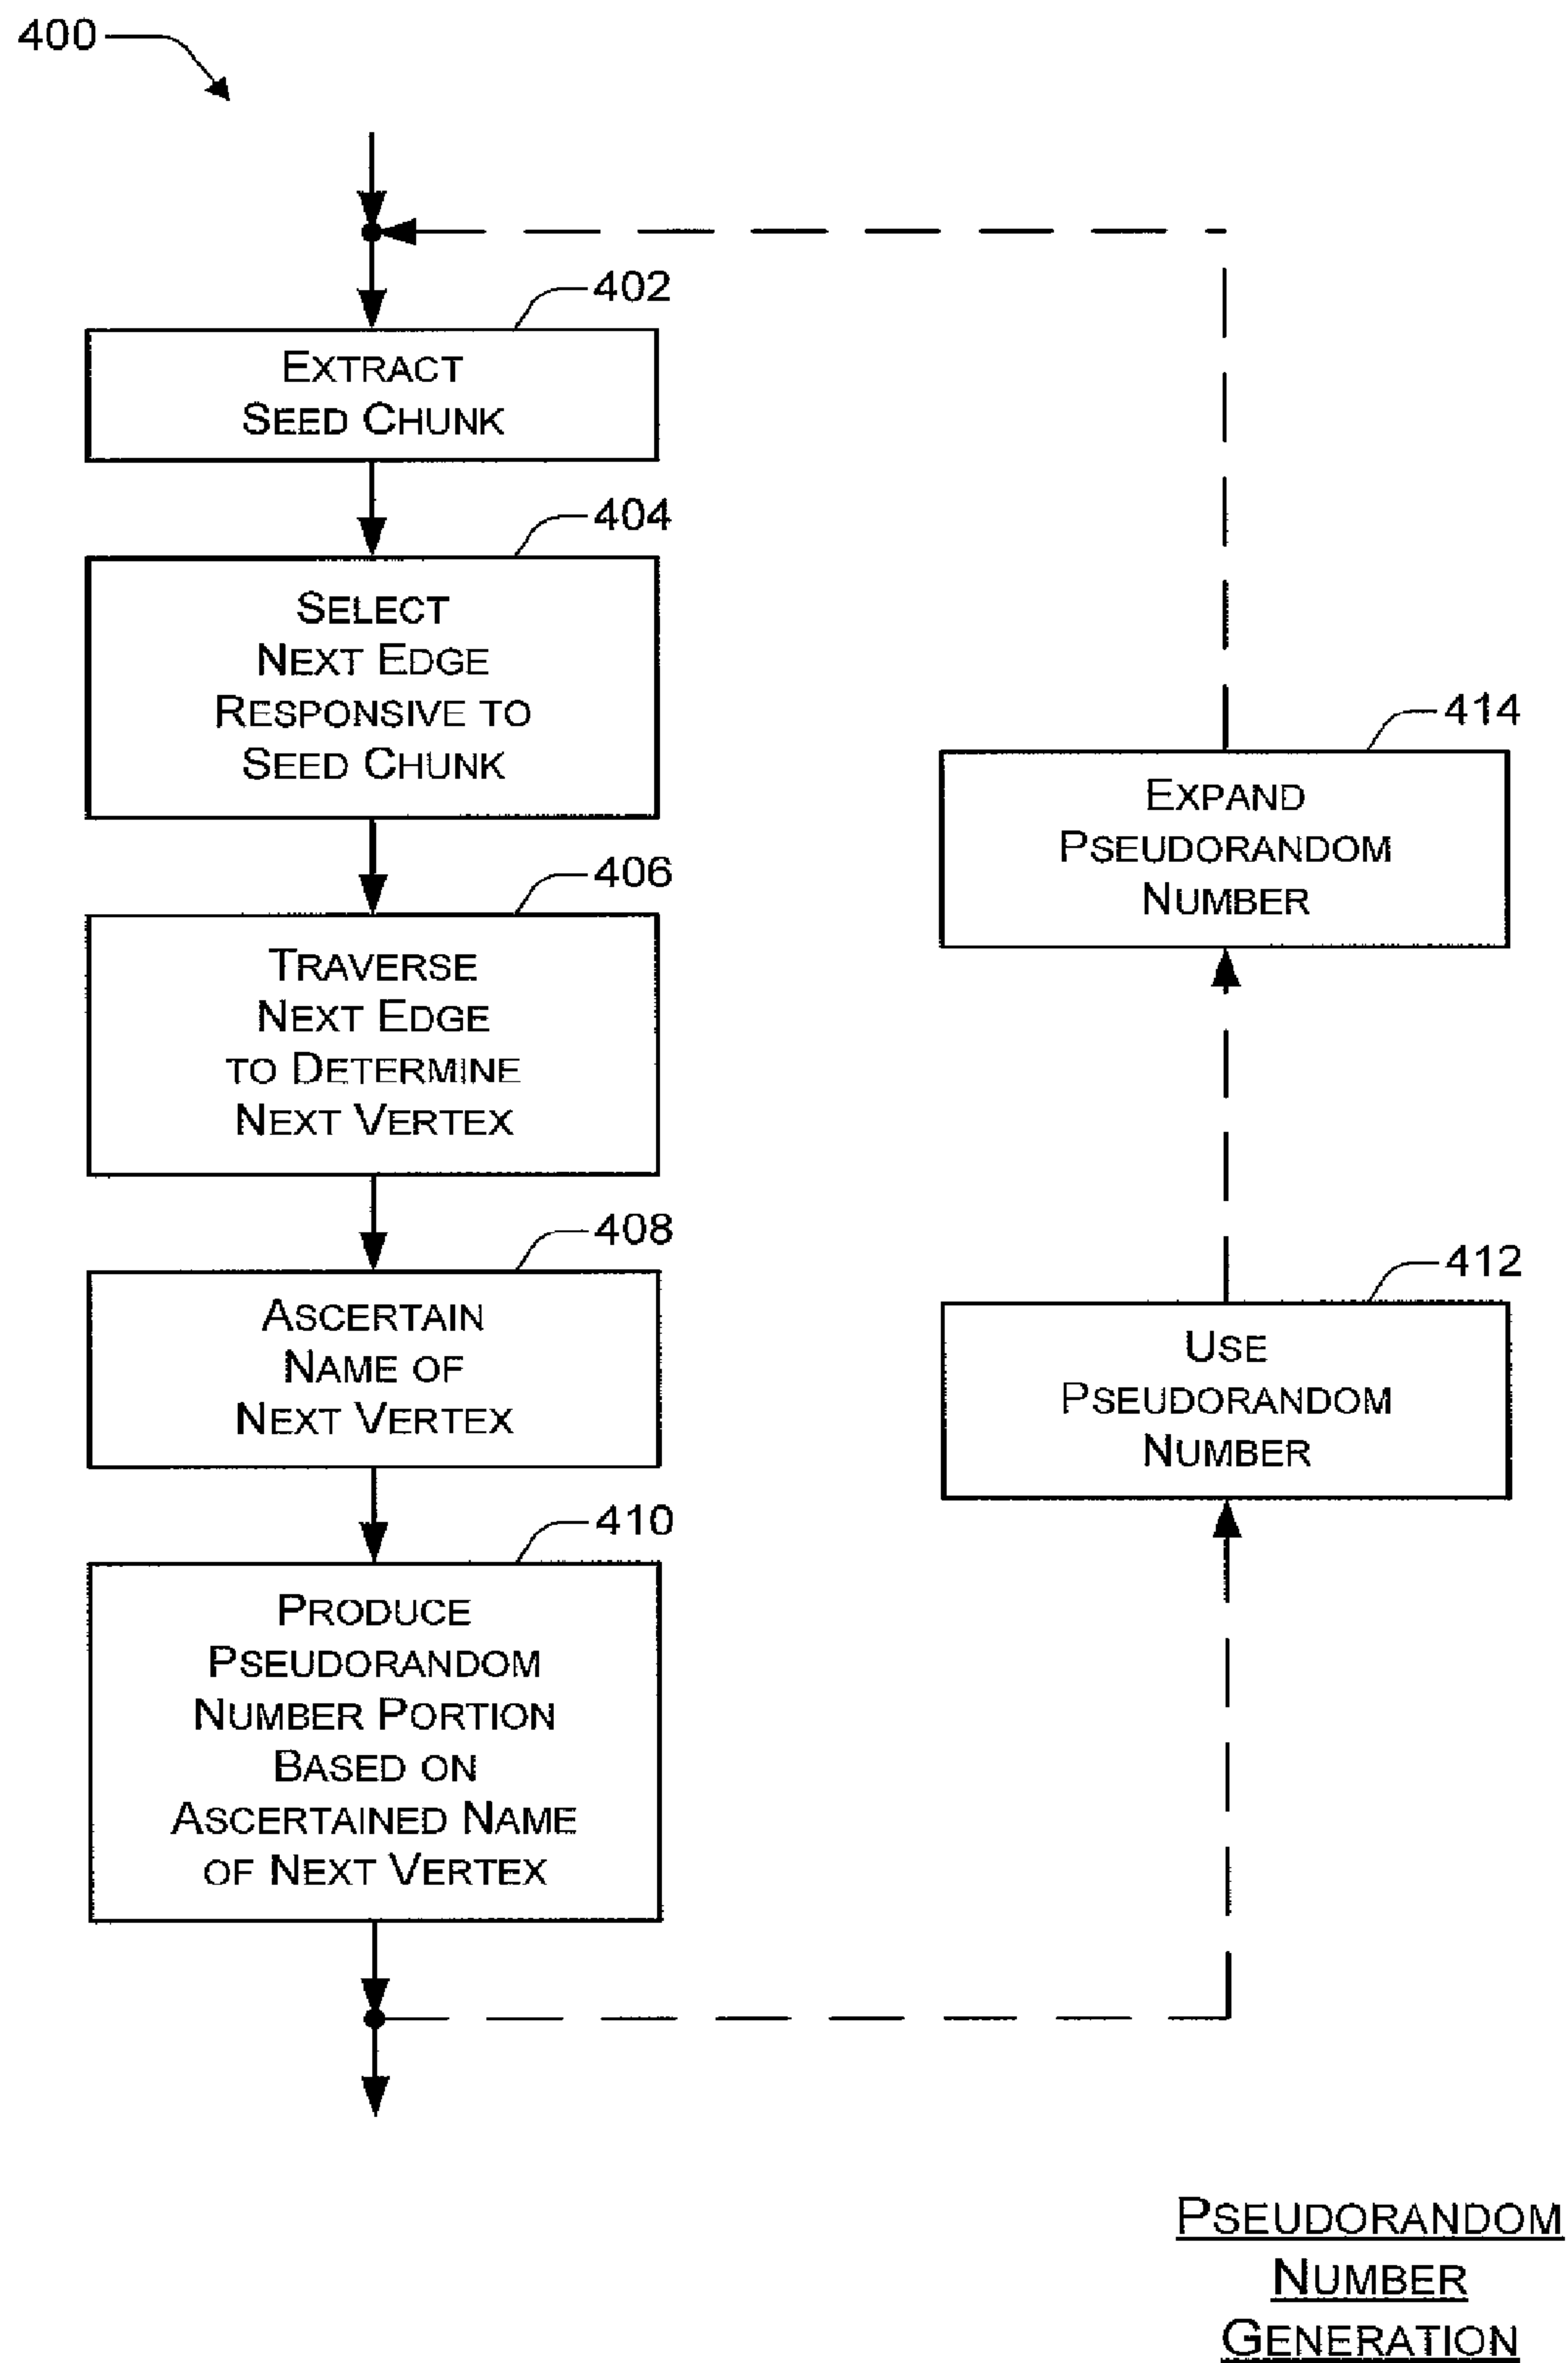 400
402
EXTRACT
SEED CHUNK
404
SELECT
NEXT EDGE
RESPONSIVE TO
SEED CHUNK
406
TRAVERSE
NEXT EDGE
TO DETERMINE
NEXT VERTEX
408
ASCERTAIN
NAME OF
NEXT VERTEX
410
PRODUCE
PSEUDORANDOM
NUMBER PORTION
BASED ON
ASCERTAINED NAME
OF NEXT VERTEX
414
EXPAND
PSEUDORANDOM
NUMBER
412
USE
PSEUDORANDOM
NUMBER
PSEUDORANDOM
NUMBER
GENERATION